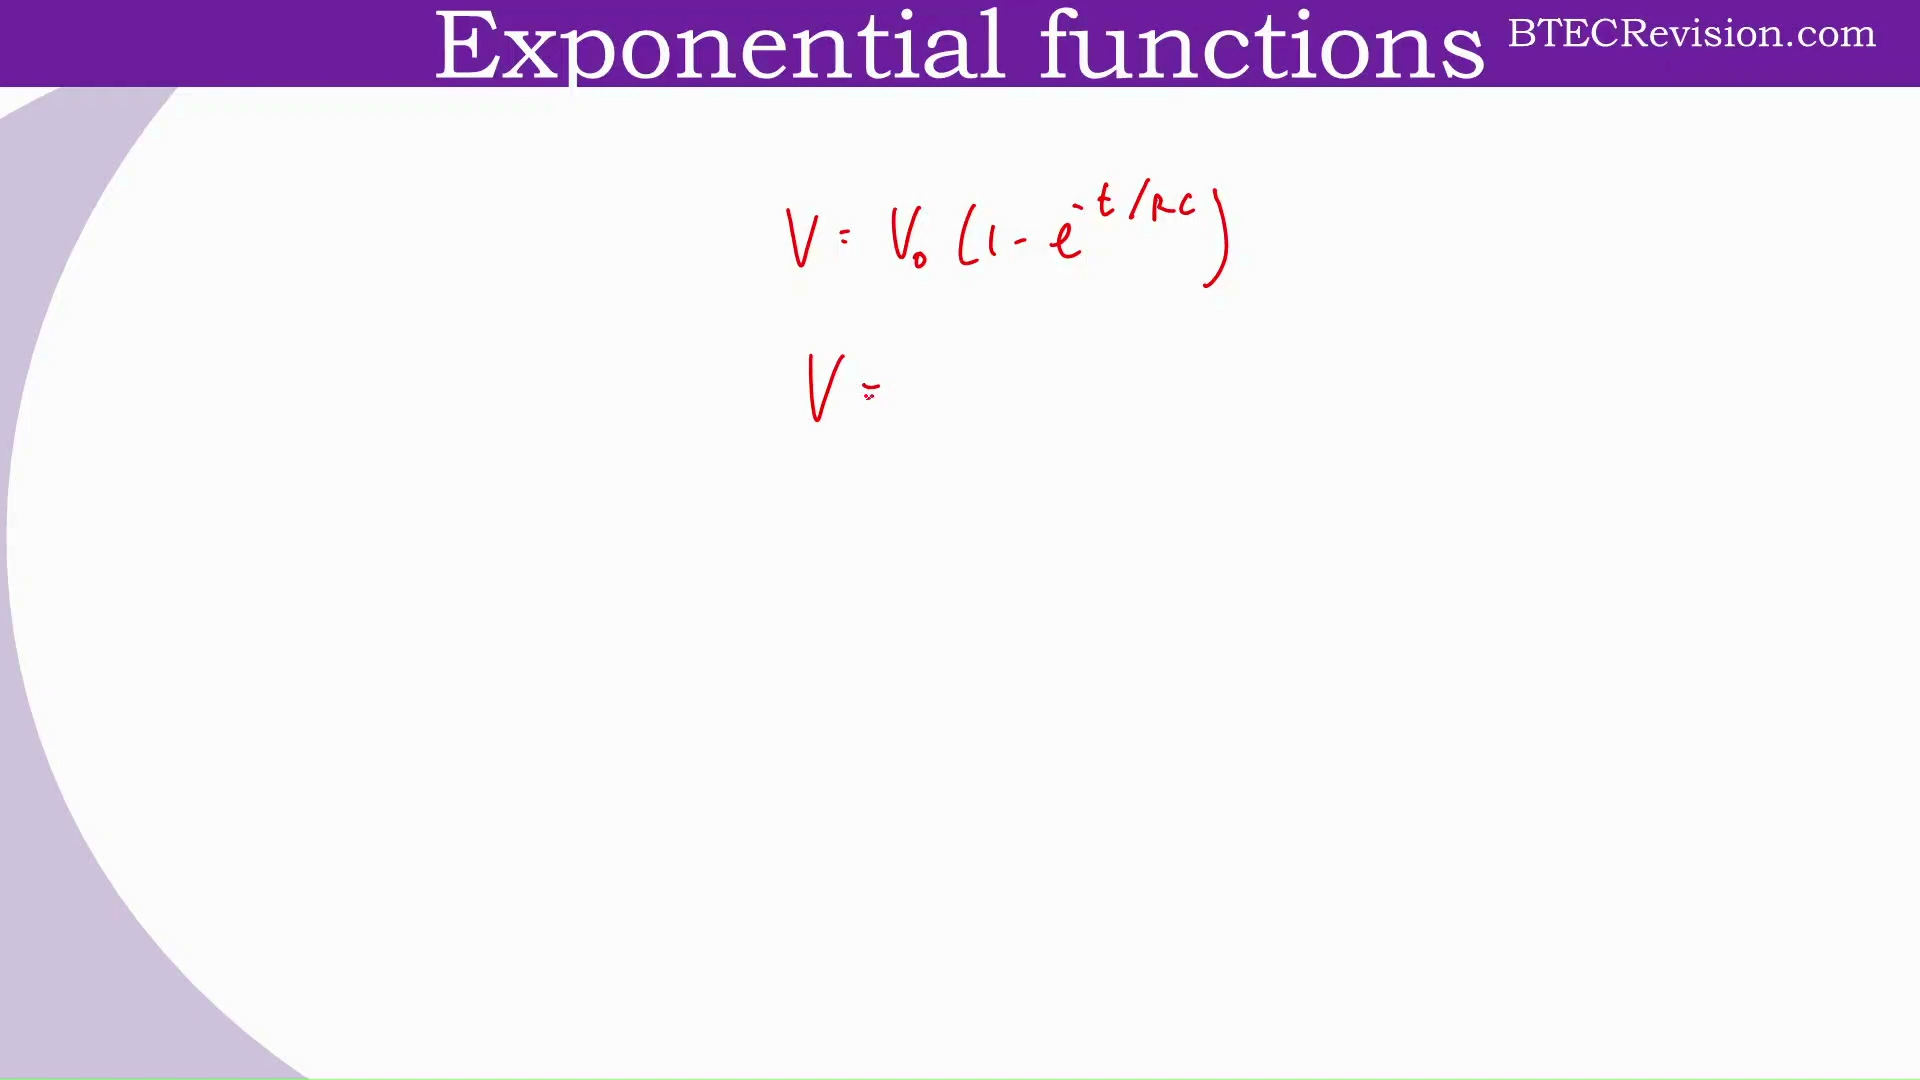 Exponential functions
BTECRevision.com
V = V₀ (1 - e^{-t/RC})
V =